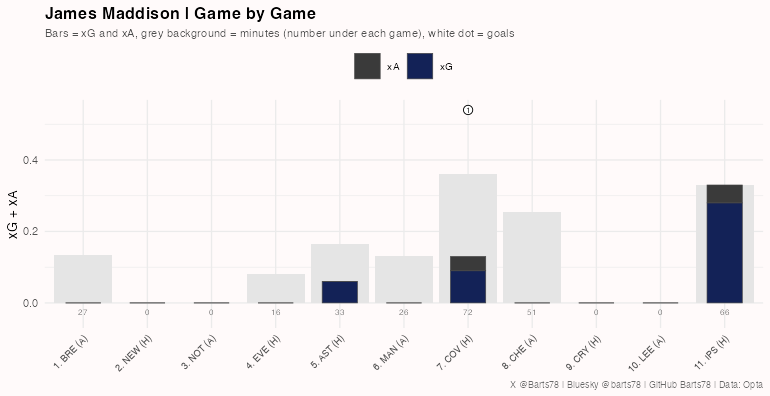 James Maddison | Game by Game
Bars = xG and xA, grey background = minutes (number under each game), white dot = goals
xA xG
1
xG + xA
0.4
0.2
0.0
27 0 0 16 33 26 72 51 0 0 66
1. BRE (A) 2. NEW (H) 3. NOT (A) 4. EVE (H) 5. AST (H) 6. MAN (A) 7. COV (H) 8. CHE (A) 9. CRY (H) 10. LEE (A) 11. IPS (H)
X @Barts78 | Bluesky @barts78 | GitHub Barts78 | Data: Opta